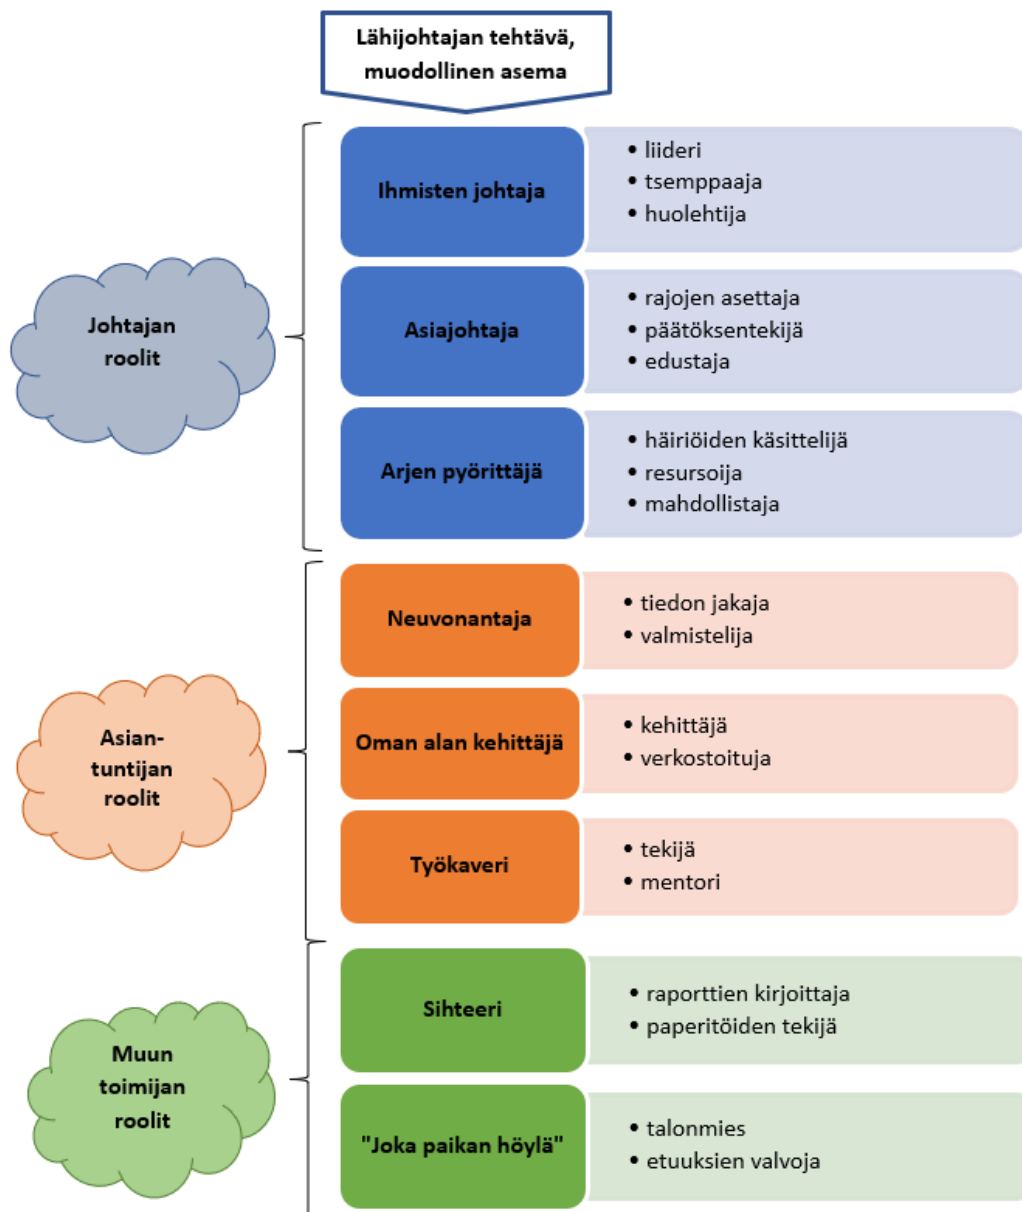 Lähijohtajan tehtävä,
muodollinen asema
Johtajan
roolit
Ihmisten johtaja
• liideri
• tsemppaaja
• huolehtija
Asiajohtaja
• rajojen asettaja
• päätöksentekijä
• edustaja
Arjen pyörittäjä
• häiriöiden käsittelijä
• resursoija
• mahdollistaja
Asian-
tuntijan
roolit
Neuvonantaja
• tiedon jakaja
• valmistelija
Oman alan kehittäjä
• kehittäjä
• verkostoituja
Työkaveri
• tekijä
• mentori
Muun
toimijan
roolit
Sihteeri
• raporttien kirjoittaja
• paperitöiden tekijä
"Joka paikan höylä"
• talonmies
• etuuksien valvoja